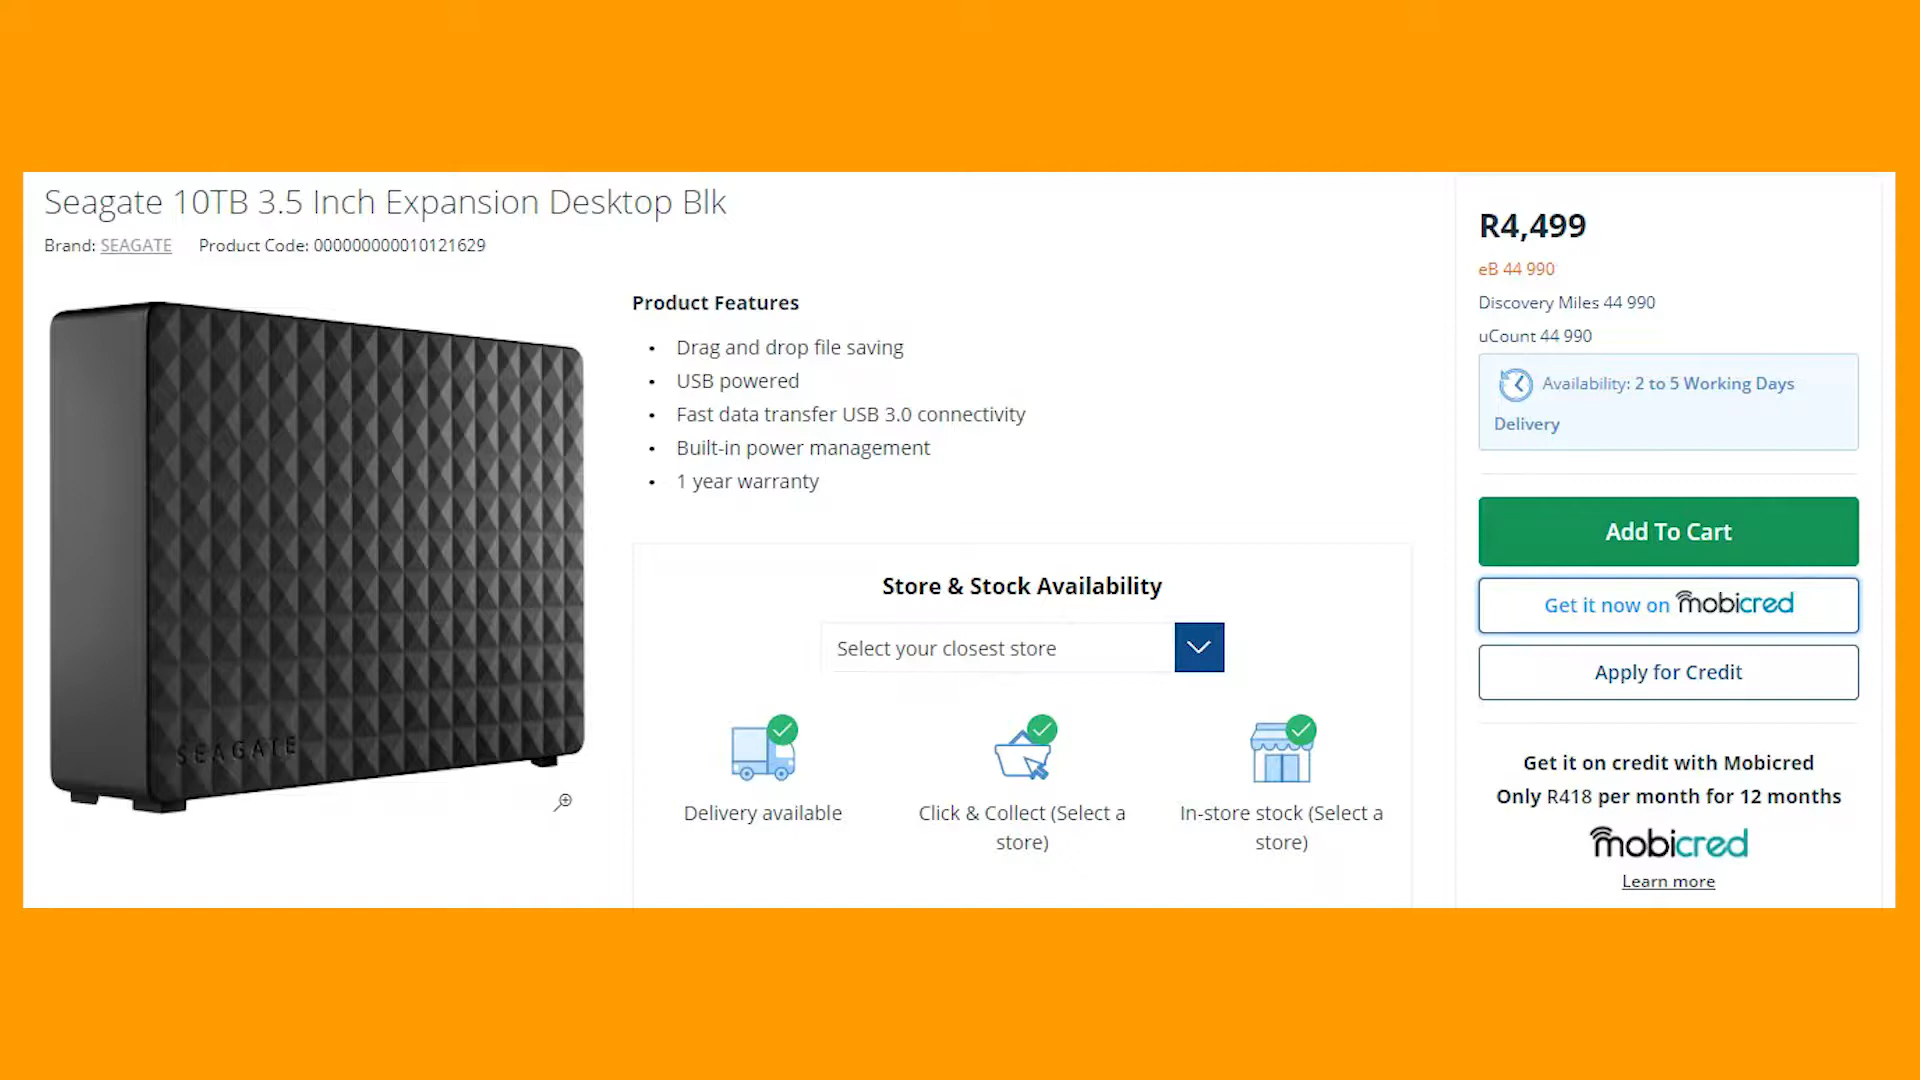 Seagate 10TB 3.5 Inch Expansion Desktop Blk
Brand: SEAGATE Product Code: 000000000010121629
SEAGATE
Product Features
• Drag and drop file saving
• USB powered
• Fast data transfer USB 3.0 connectivity
• Built-in power management
• 1 year warranty
Store & Stock Availability
Select your closest store
Delivery available
Click & Collect (Select a
store)
In-store stock (Select a
store)
R4,499
eB 44 990
Discovery Miles 44 990
uCount 44 990
Availability: 2 to 5 Working Days
Delivery
Add To Cart
Get it now on mobicred
Apply for Credit
Get it on credit with Mobicred
Only R418 per month for 12 months
mobicred
Learn more